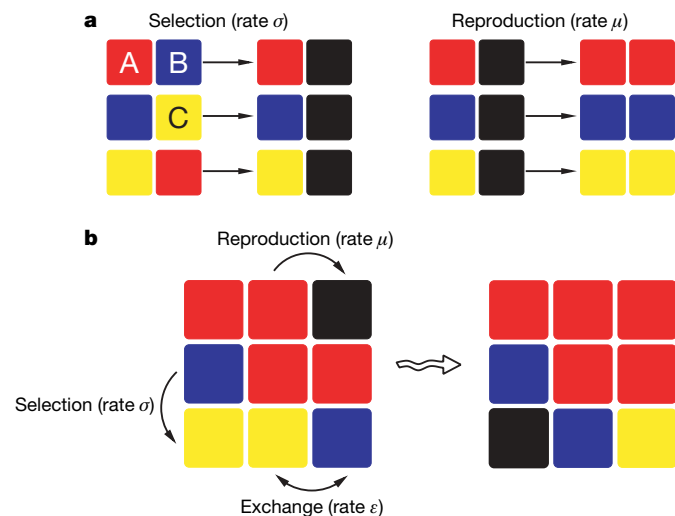 a
Selection (rate σ)
Reproduction (rate μ)
A B
C
b
Reproduction (rate μ)
Selection (rate σ)
Exchange (rate ε)